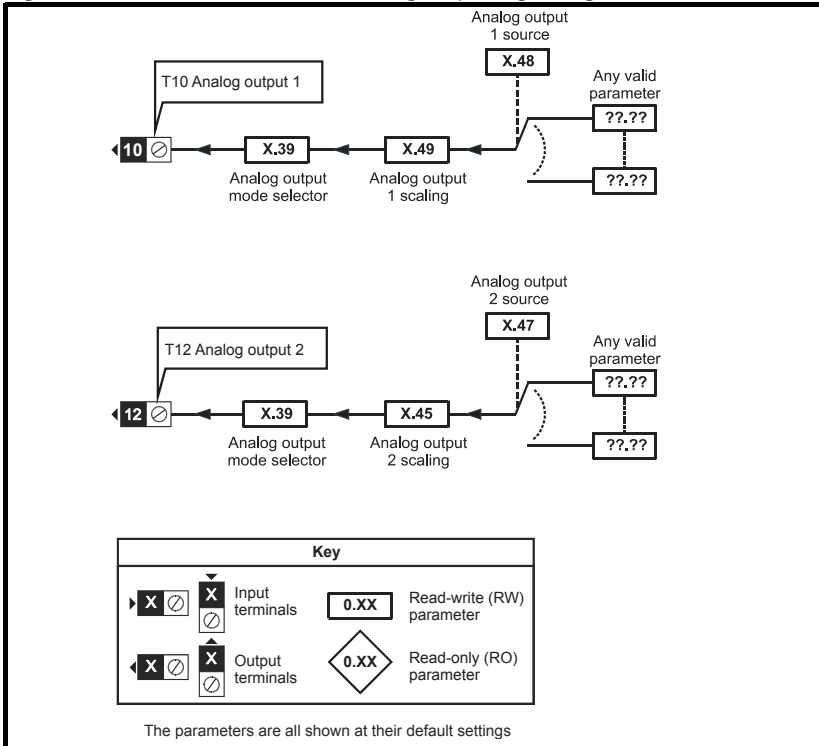 Analog output
1 source
X.48
Any valid
parameter
??.??
??.??
T10 Analog output 1
10
X.39
X.49
Analog output
mode selector
Analog output
1 scaling
Analog output
2 source
X.47
Any valid
parameter
??.??
??.??
T12 Analog output 2
12
X.39
X.45
Analog output
mode selector
Analog output
2 scaling
Key
X
X
Input
terminals
0.XX
Read-write (RW)
parameter
X
X
Output
terminals
0.XX
Read-only (RO)
parameter
The parameters are all shown at their default settings